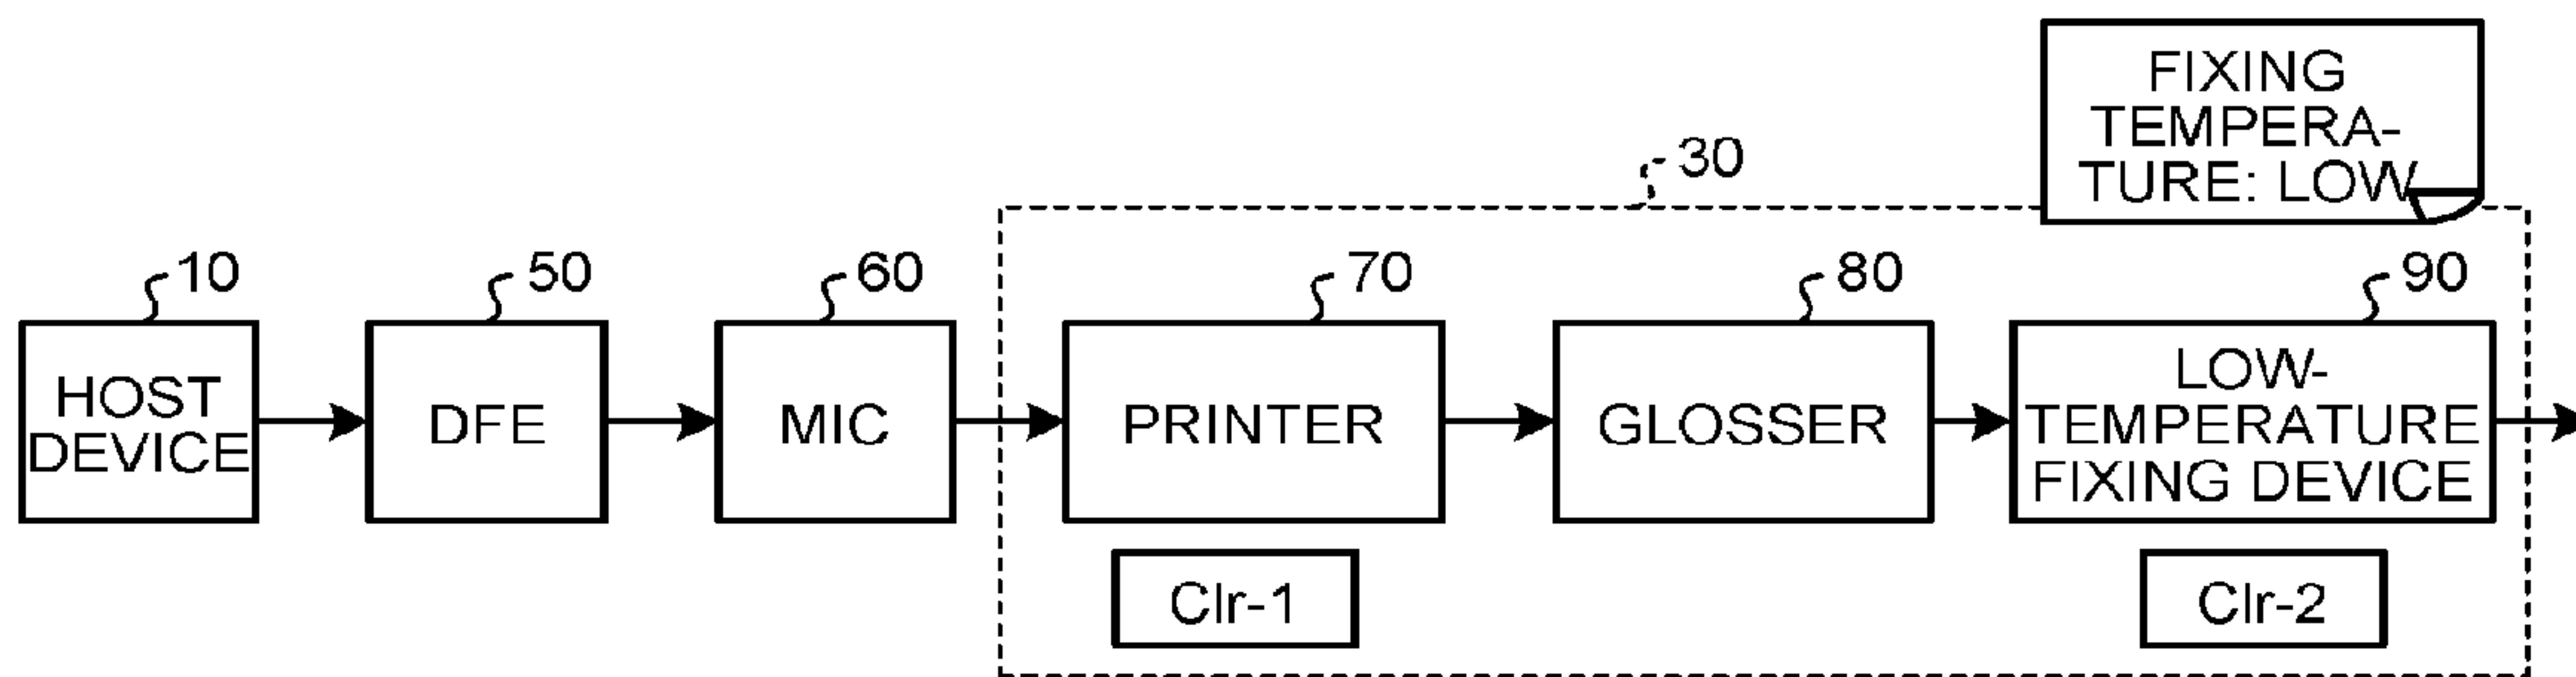 FIXING
TEMPERA-
TURE: LOW
30
10
50
60
70
80
90
HOST
DEVICE
DFE
MIC
PRINTER
GLOSSER
LOW-
TEMPERATURE
FIXING DEVICE
Clr-1
Clr-2